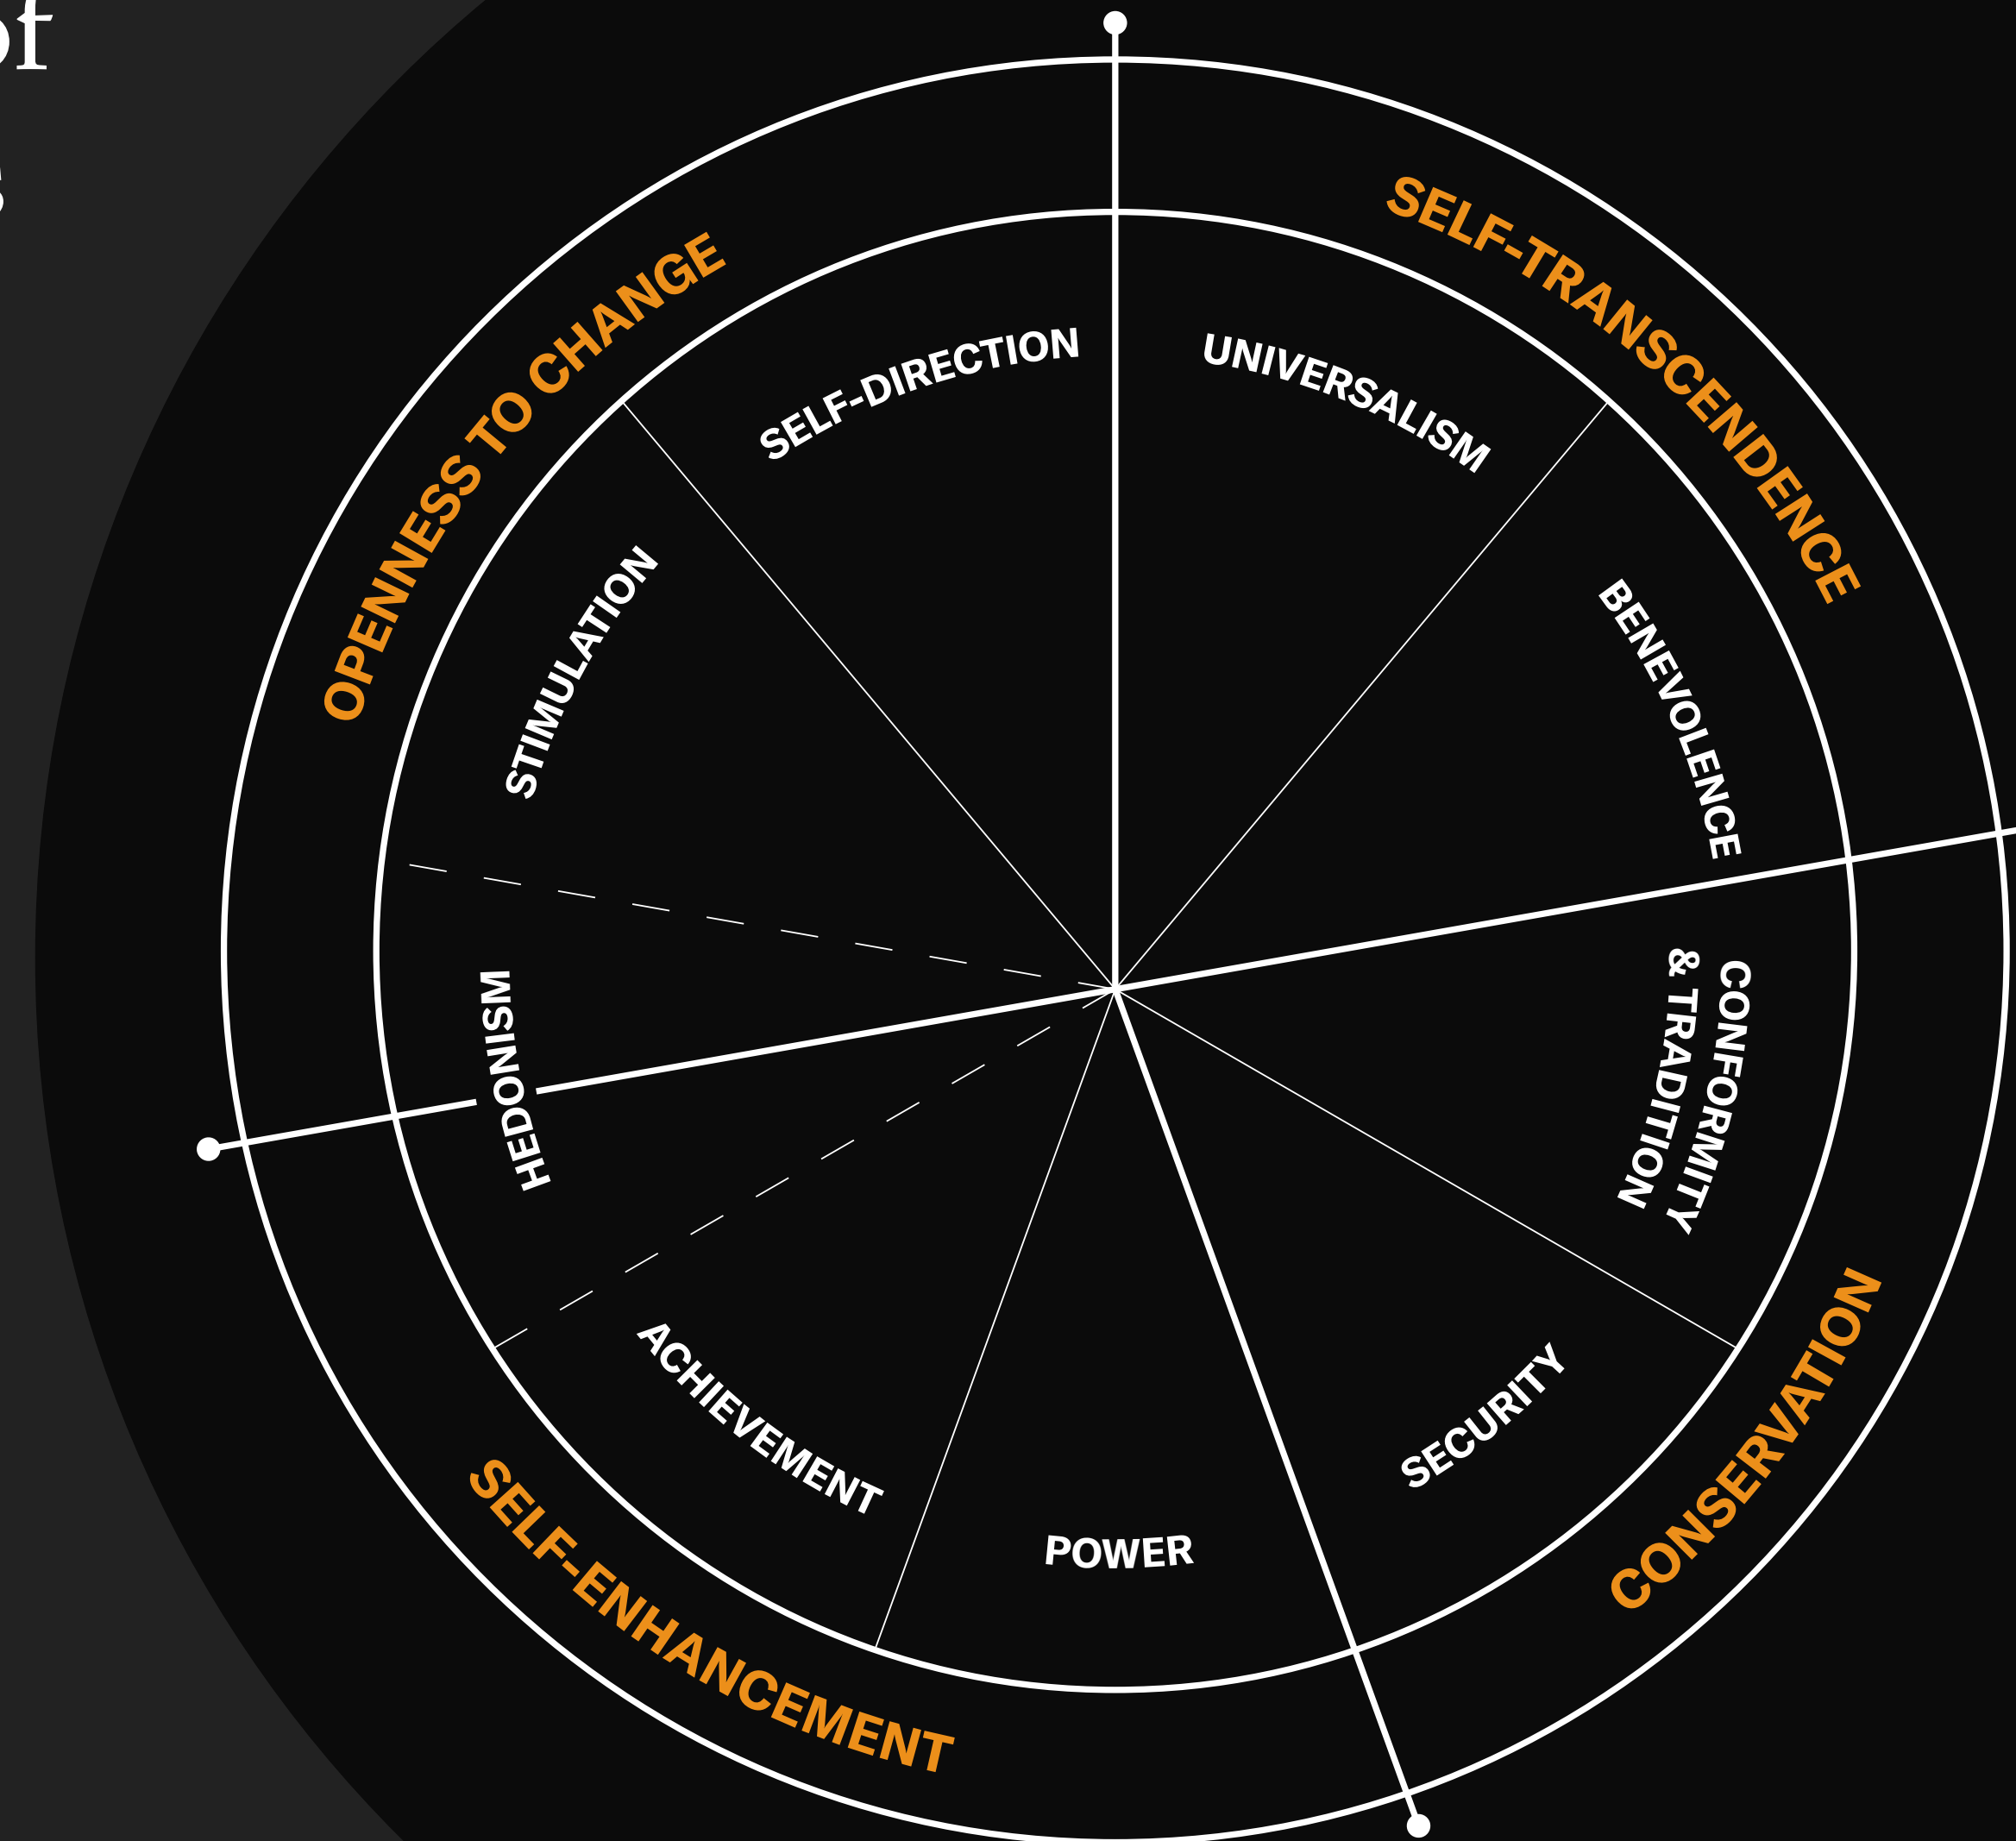 of
OPENNESS TO CHANGE
SELF-TRANSCENDENCE
SELF-DIRECTION
UNIVERSALISM
STIMULATION
BENEVOLENCE
HEDONISM
CONFORMITY
& TRADITION
ACHIEVEMENT
SECURITY
POWER
SELF-ENHANCEMENT
CONSERVATION